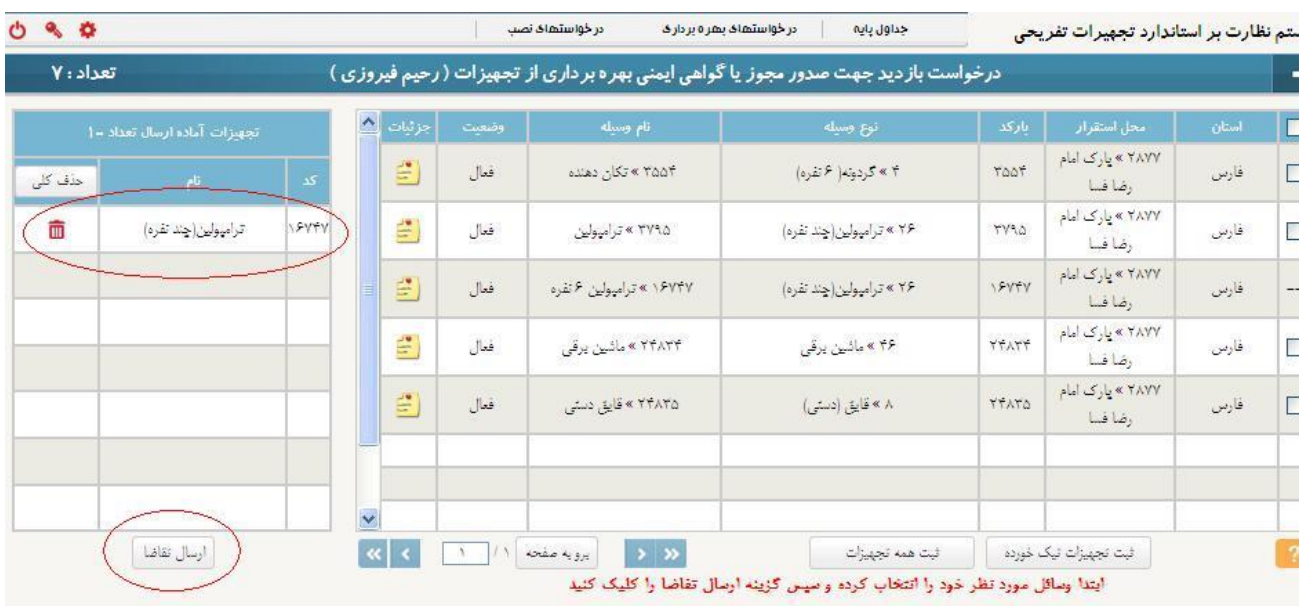 ستم نظارت بر استاندارد تجهیزات تفریحی
جداول پایه
درخواستهای بهره برداری
درخواستهای نصب
درخواست بازدید جهت صدور مجوز یا گواهی ایمنی بهره برداری از تجهیزات ( رحیم فیروزی )
تعداد : ۷
استان محل استقرار بارکد نوع وسیله نام وسیله وضعیت جزئیات
فارس ۲۸۷۷ » پارک امام رضا فسا ۳۵۵۴ ۴ » گردونه( ۶ نفره) ۳۵۵۴ » تکان دهنده فعال
فارس ۲۸۷۷ » پارک امام رضا فسا ۳۷۹۵ ۲۶ » ترامپولین(چند نفره) ۳۷۹۵ » ترامپولین فعال
-- فارس ۲۸۷۷ » پارک امام رضا فسا ۱۶۷۴۷ ۲۶ » ترامپولین(چند نفره) ۱۶۷۴۷ » ترامپولین ۶ نفره فعال
فارس ۲۸۷۷ » پارک امام رضا فسا ۲۴۸۳۴ ۴۶ » ماشین برقی ۲۴۸۳۴ » ماشین برقی فعال
فارس ۲۸۷۷ » پارک امام رضا فسا ۲۴۸۳۵ ۸ » قایق (دستی) ۲۴۸۳۵ » قایق دستی فعال
تجهیزات آماده ارسال تعداد =۱
کد نام حذف کلی
۱۶۷۴۷ ترامپولین(چند نفره)
?
ثبت تجهیزات تیک خورده
ثبت همه تجهیزات
برو به صفحه ۱ / ۱
ارسال تقاضا
ابتدا وسائل مورد نظر خود را انتخاب کرده و سپس گزینه ارسال تقاضا را کلیک کنید